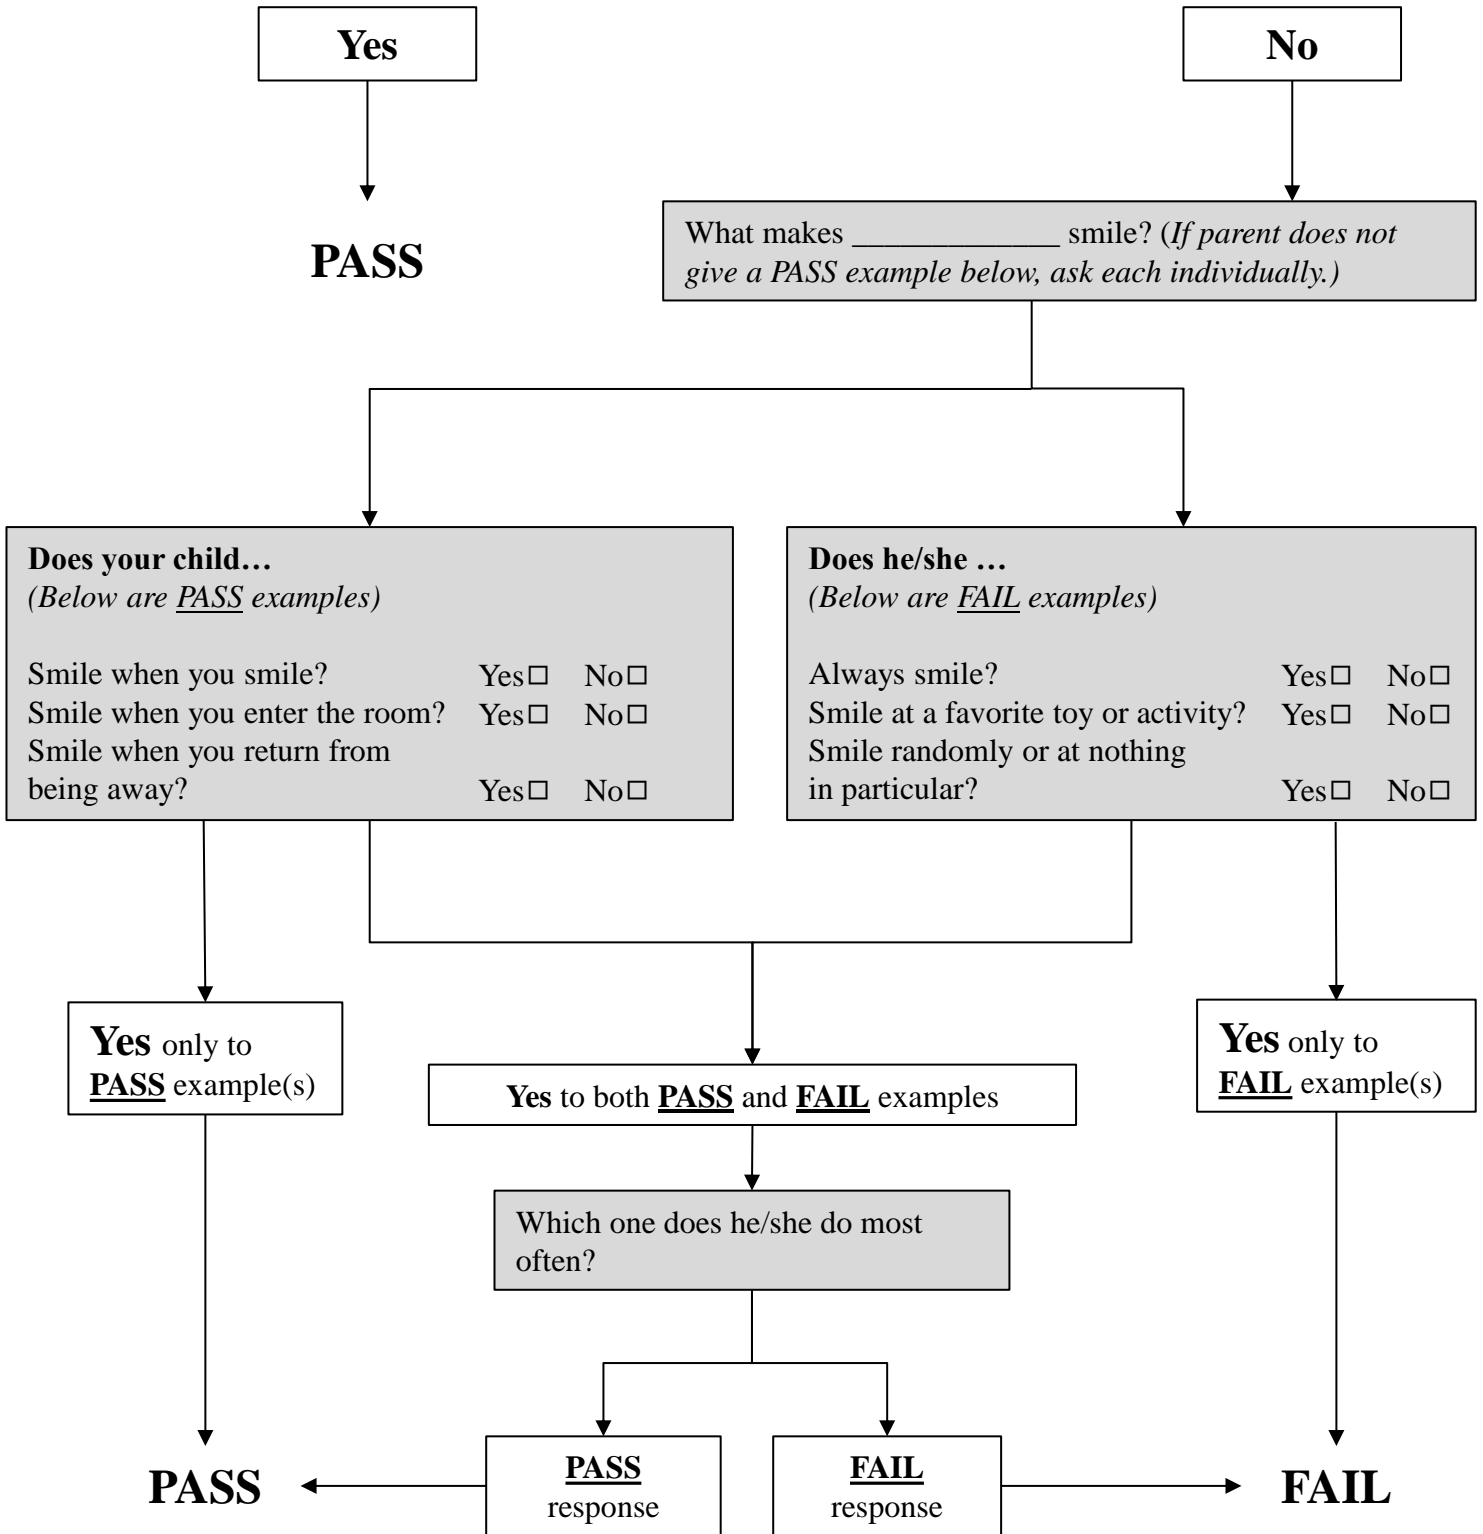 Yes
No
PASS
What makes _____________ smile? (If parent does not
give a PASS example below, ask each individually.)
Does your child…
(Below are PASS examples)
Smile when you smile? Yes□ No□
Smile when you enter the room? Yes□ No□
Smile when you return from
being away? Yes□ No□
Does he/she …
(Below are FAIL examples)
Always smile? Yes□ No□
Smile at a favorite toy or activity? Yes□ No□
Smile randomly or at nothing
in particular? Yes□ No□
Yes only to
PASS example(s)
Yes to both PASS and FAIL examples
Yes only to
FAIL example(s)
Which one does he/she do most
often?
PASS
PASS
response
FAIL
response
FAIL